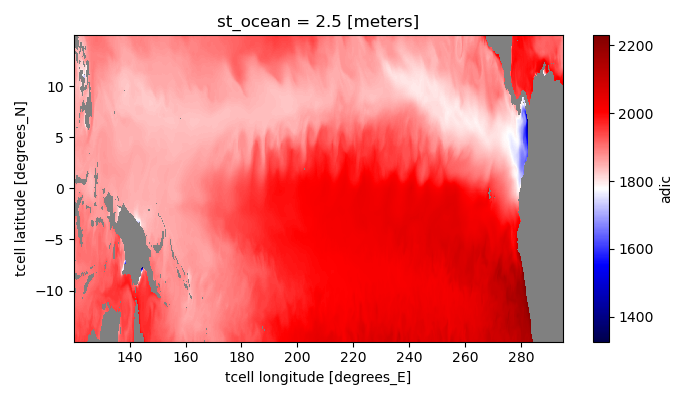 st_ocean = 2.5 [meters]
tcell latitude [degrees_N]
10
5
0
−5
−10
140 160 180 200 220 240 260 280
tcell longitude [degrees_E]
2200
2000
1800
1600
1400
adic